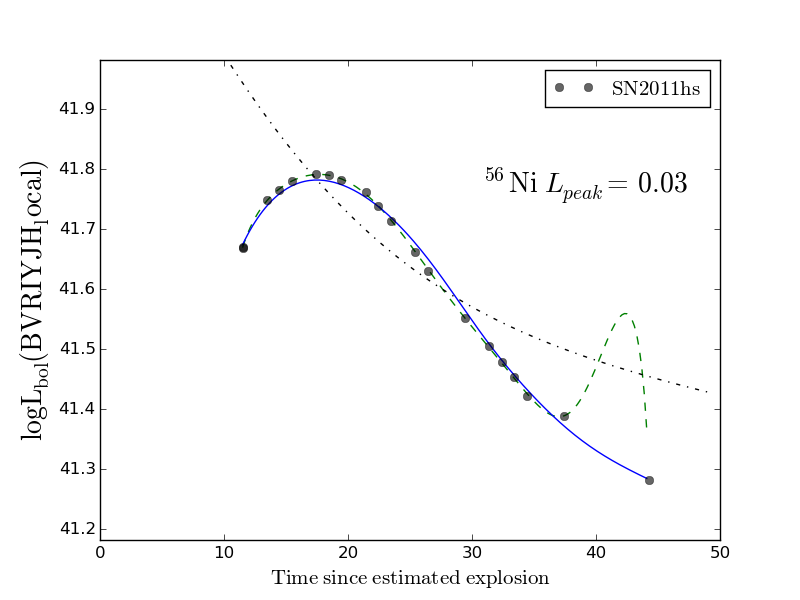 SN2011hs
⁵⁶Ni L_peak = 0.03
41.9
41.8
41.7
41.6
41.5
41.4
41.3
41.2
logL_bol(BVRIYJH_local)
0 10 20 30 40 50
Time since estimated explosion